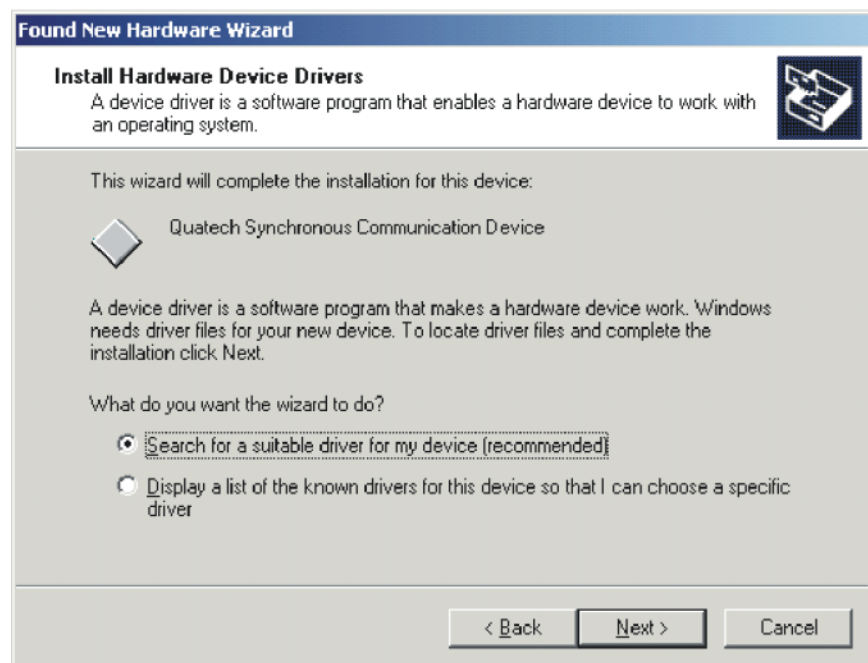 Found New Hardware Wizard
Install Hardware Device Drivers
A device driver is a software program that enables a hardware device to work with
an operating system.
This wizard will complete the installation for this device:
Quatech Synchronous Communication Device
A device driver is a software program that makes a hardware device work. Windows
needs driver files for your new device. To locate driver files and complete the
installation click Next.
What do you want the wizard to do?
Search for a suitable driver for my device (recommended)
Display a list of the known drivers for this device so that I can choose a specific
driver
< Back
Next >
Cancel